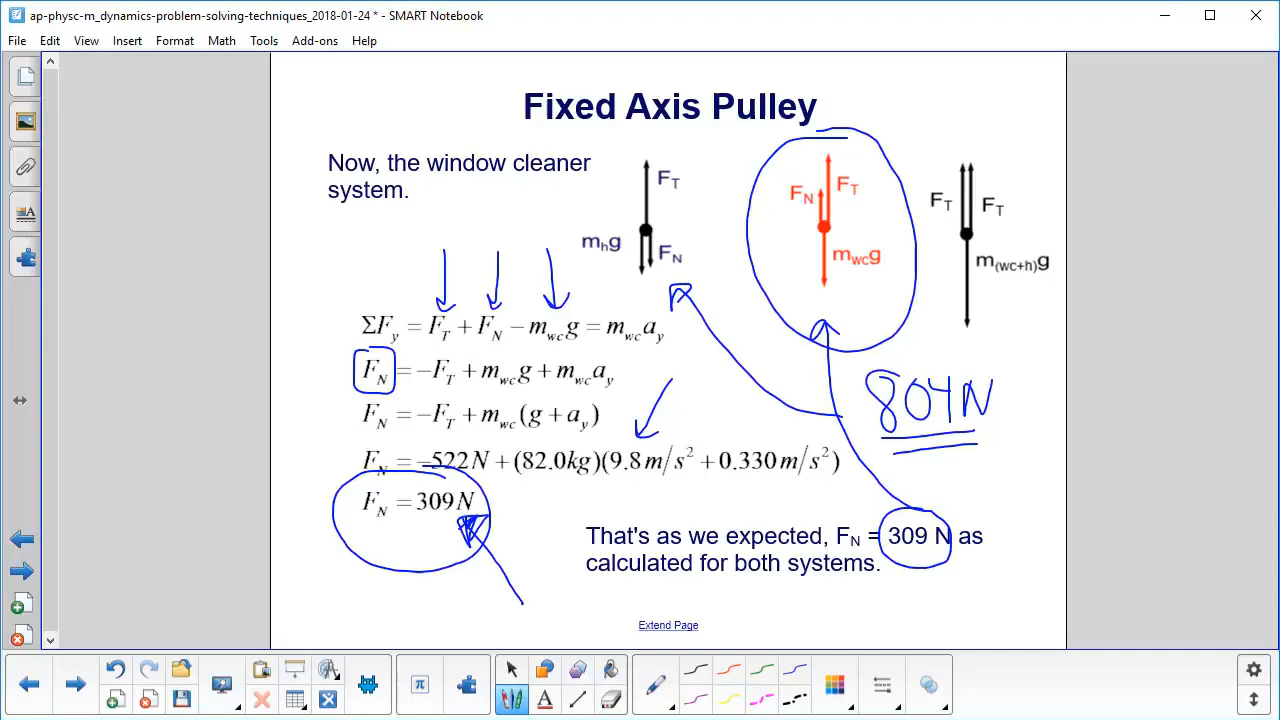 ap-physc-m_dynamics-problem-solving-techniques_2018-01-24 * - SMART Notebook
File Edit View Insert Format Math Tools Add-ons Help
Fixed Axis Pulley
Now, the window cleaner
system.
F_T
m_hg
F_N
F_N
F_T
m_wcg
F_T
F_T
m_(wc+h)g
ΣF_y = F_T + F_N − m_wc g = m_wc a_y
F_N = −F_T + m_wc g + m_wc a_y
F_N = −F_T + m_wc (g + a_y)
804N
F_N = −522N + (82.0kg)(9.8m/s² + 0.330m/s²)
F_N = 309N
That's as we expected, F_N = 309 N as
calculated for both systems.
Extend Page
π
A